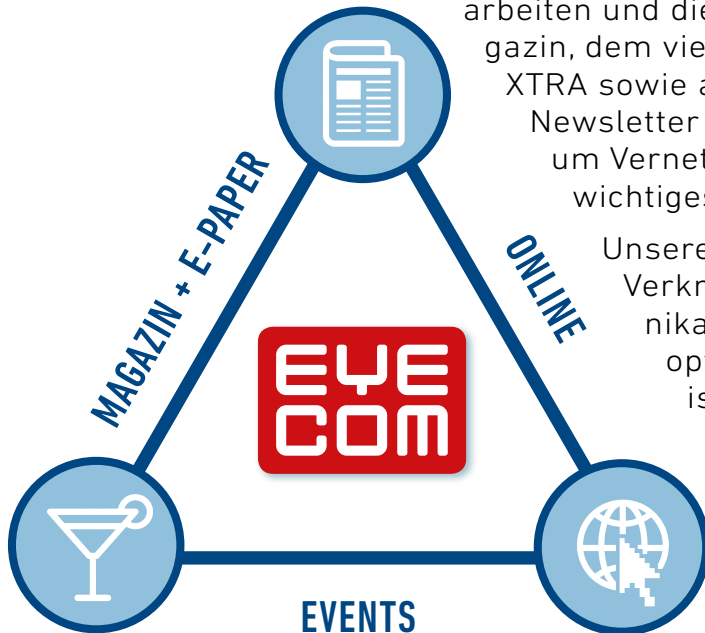 arbeiten und die
gazin, dem vie
XTRA sowie a
Newsletter
um Vernet
wichtiges
Unsere
Verkn
nika
op
is
MAGAZIN + E-PAPER
ONLINE
EYE
COM
EVENTS